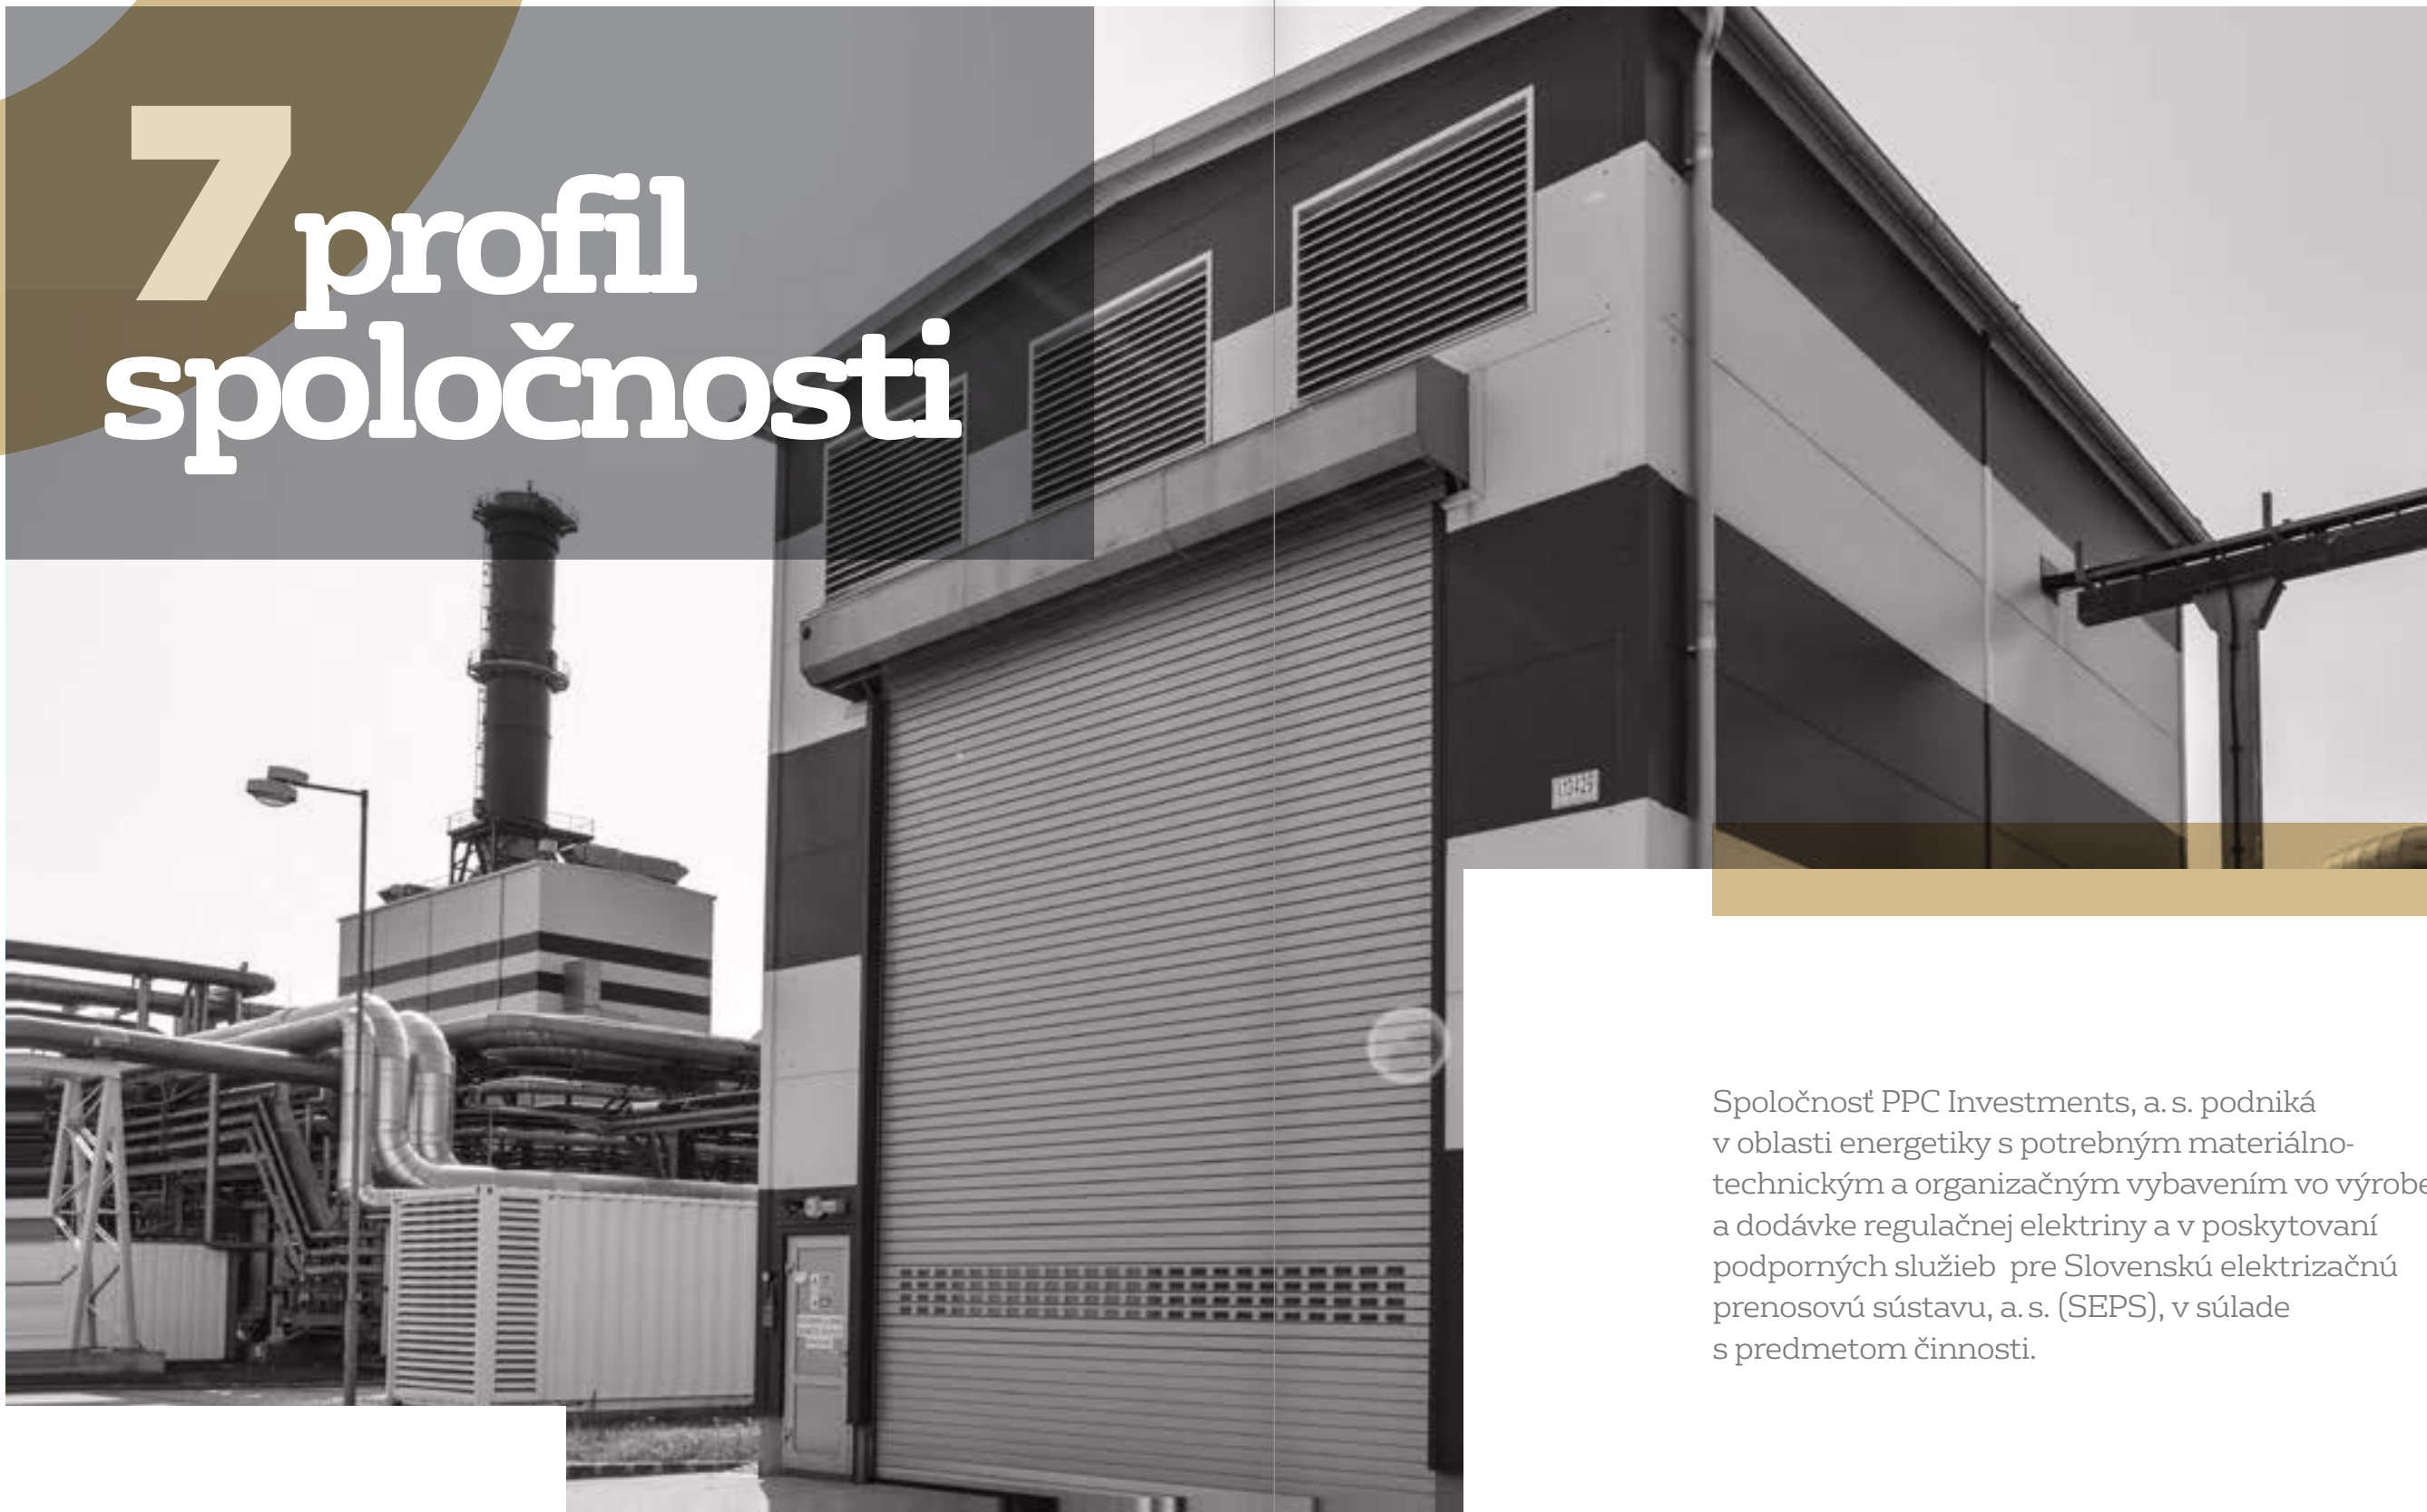 7 profil
spoločnosti
Spoločnosť PPC Investments, a. s. podniká
v oblasti energetiky s potrebným materiálno-
technickým a organizačným vybavením vo výrobe
a dodávke regulačnej elektriny a v poskytovaní
podporných služieb pre Slovenskú elektrizačnú
prenosovú sústavu, a. s. (SEPS), v súlade
s predmetom činnosti.